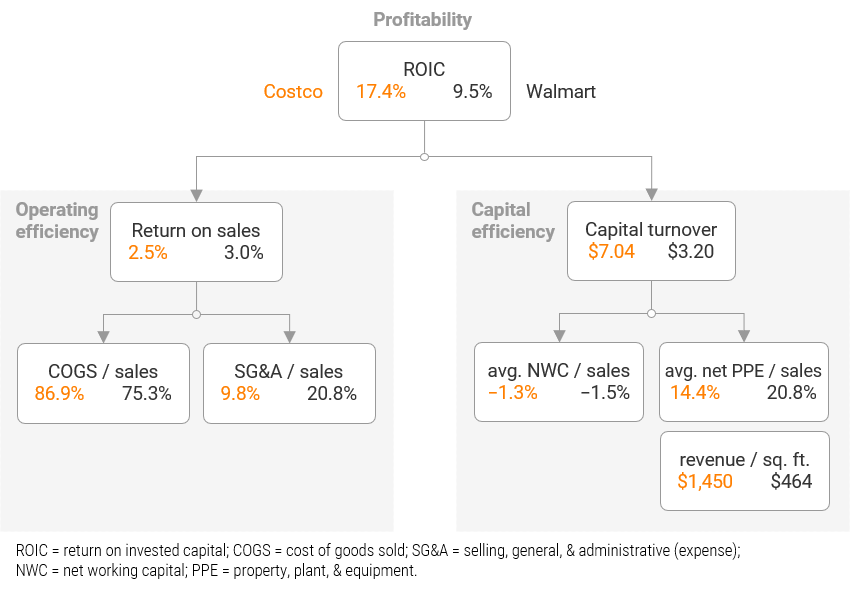 Profitability
ROIC
Costco 17.4% 9.5% Walmart
Operating
efficiency
Return on sales
2.5% 3.0%
COGS / sales
86.9% 75.3%
SG&A / sales
9.8% 20.8%
Capital
efficiency
Capital turnover
$7.04 $3.20
avg. NWC / sales
−1.3% −1.5%
avg. net PPE / sales
14.4% 20.8%
revenue / sq. ft.
$1,450 $464
ROIC = return on invested capital; COGS = cost of goods sold; SG&A = selling, general, & administrative (expense);
NWC = net working capital; PPE = property, plant, & equipment.